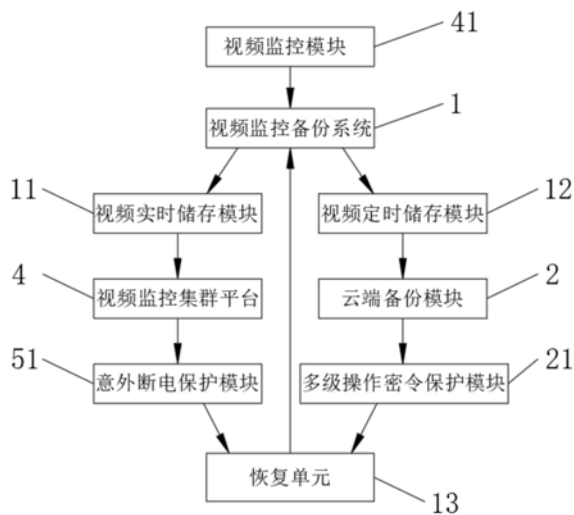 视频监控模块
41
视频监控备份系统
1
11
视频实时储存模块
视频定时储存模块
12
4
视频监控集群平台
云端备份模块
2
51
意外断电保护模块
多级操作密令保护模块
21
恢复单元
13